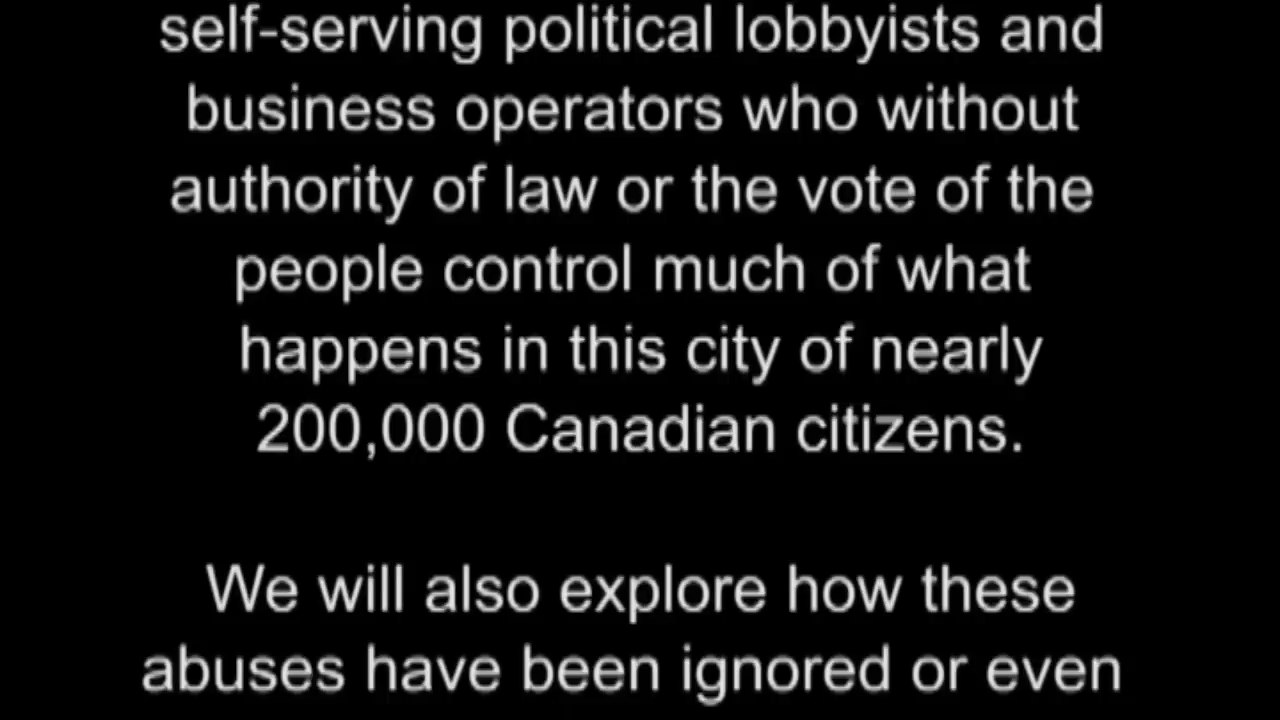 self-serving political lobbyists and
business operators who without
authority of law or the vote of the
people control much of what
happens in this city of nearly
200,000 Canadian citizens.
We will also explore how these
abuses have been ignored or even